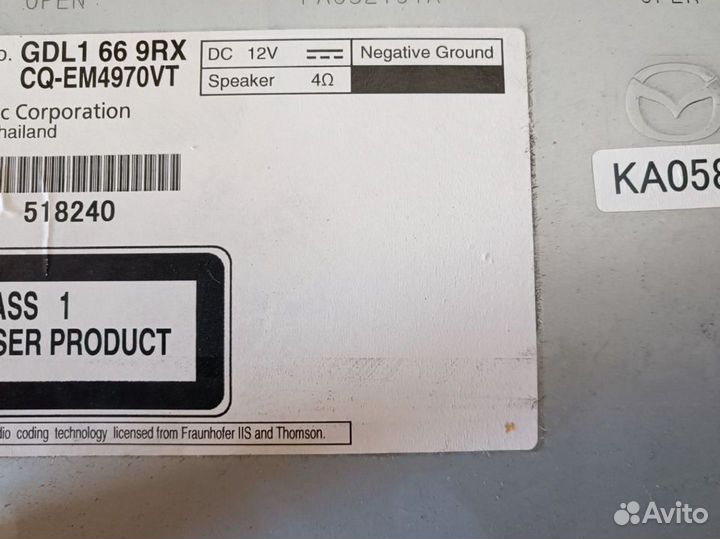 OPEN
o. GDL1 66 9RX
CQ-EM4970VT
DC 12V
Negative Ground
Speaker 4Ω
c Corporation
hailand
518240
KA058
ASS 1
SER PRODUCT
dio coding technology licensed from Fraunhofer IIS and Thomson.
Avito